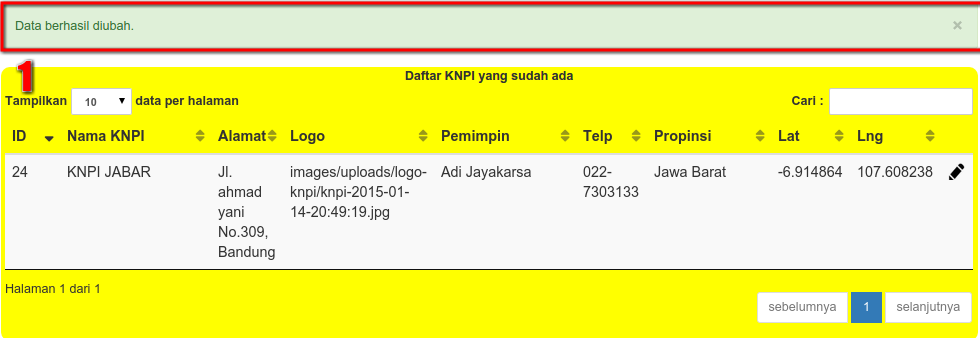 Data berhasil diubah. ×
1
Daftar KNPI yang sudah ada
Tampilkan 10 data per halaman Cari :
ID Nama KNPI Alamat Logo Pemimpin Telp Propinsi Lat Lng
24 KNPI JABAR Jl. images/uploads/logo- Adi Jayakarsa 022- Jawa Barat -6.914864 107.608238
ahmad knpi/knpi-2015-01- 7303133
yani 14-20:49:19.jpg
No.309,
Bandung
Halaman 1 dari 1
sebelumnya 1 selanjutnya